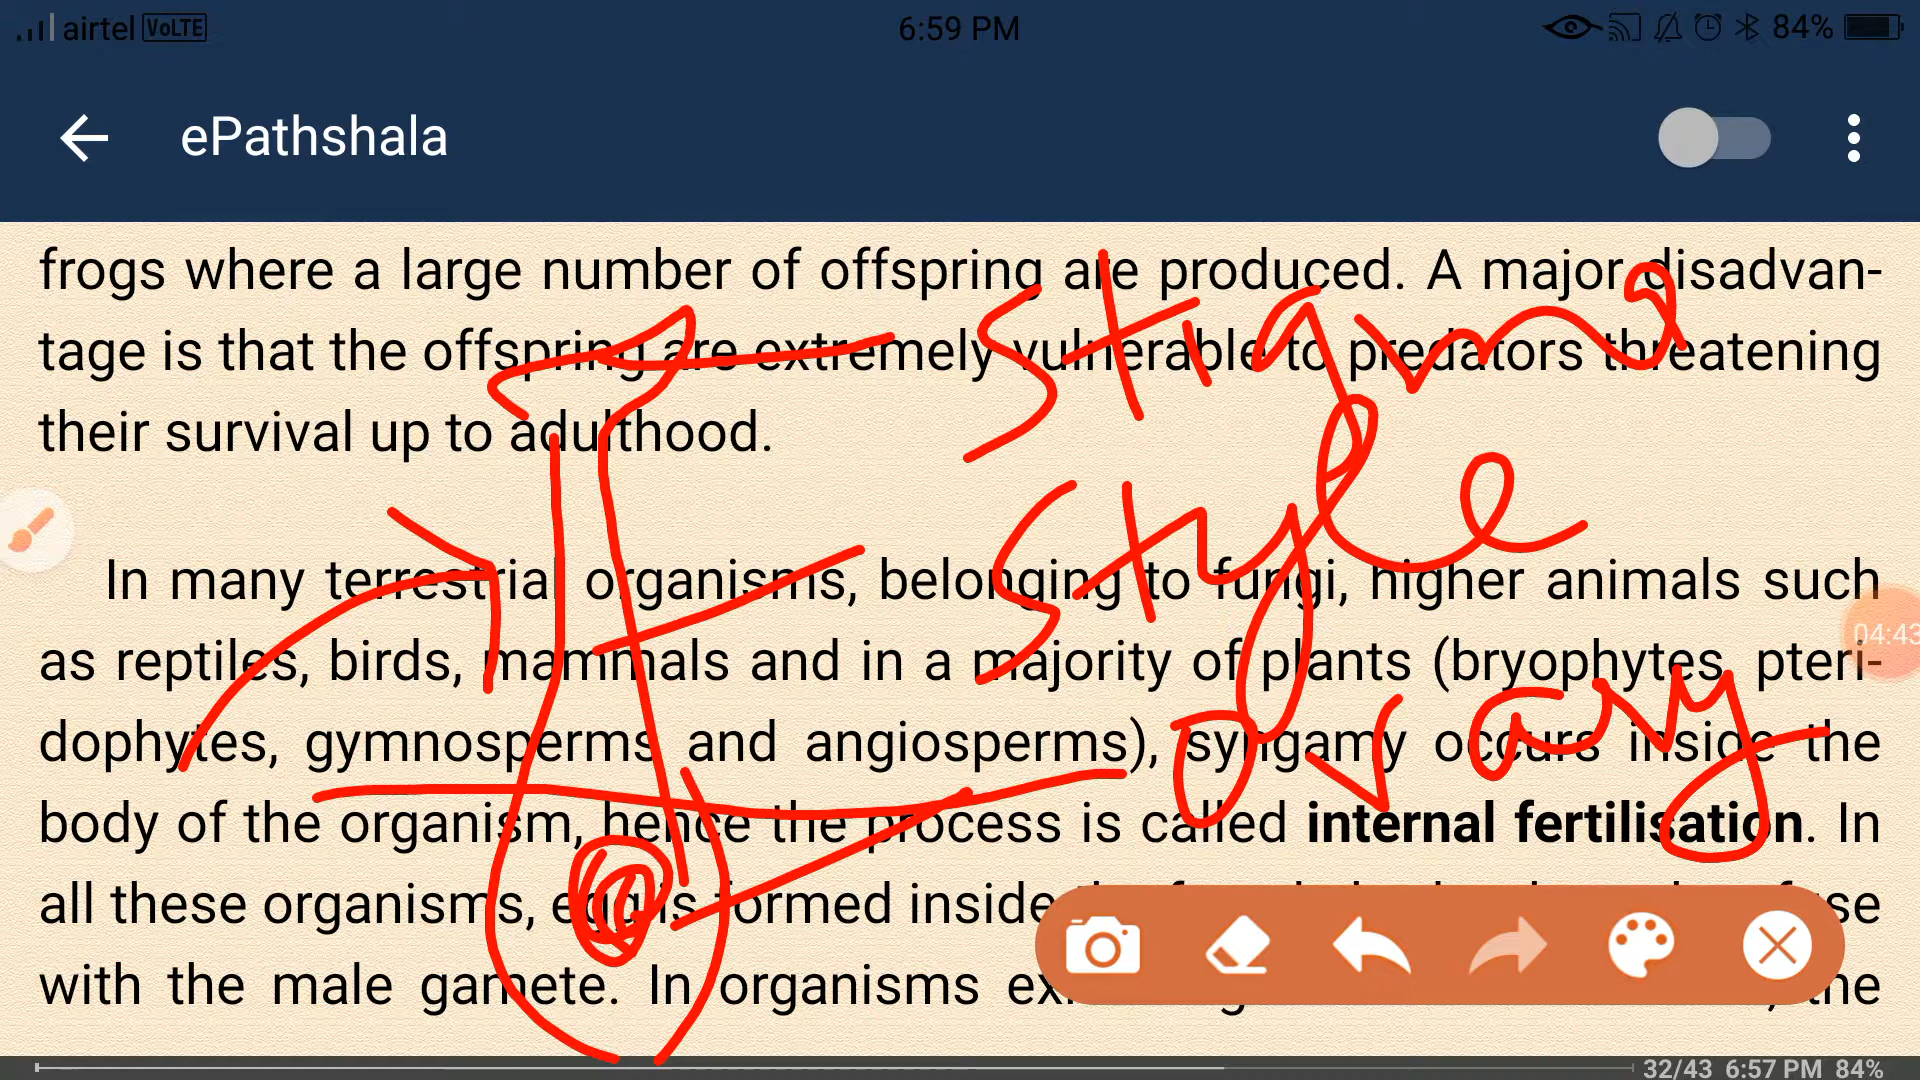 airtel VoLTE 6:59 PM 84%
ePathshala
frogs where a large number of offspring are produced. A major disadvan-
tage is that the offspring are extremely vulnerable to predators threatening
their survival up to adulthood.
stigma
style
In many terrestrial organisms, belonging to fungi, higher animals such
as reptiles, birds, mammals and in a majority of plants (bryophytes, pteri-
04:43
dophytes, gymnosperms and angiosperms), syngamy occurs inside the
ovary
body of the organism, hence the process is called internal fertilisation. In
all these organisms, egg is formed inside
with the male gamete. In organisms the
32/43 6:57 PM 84%